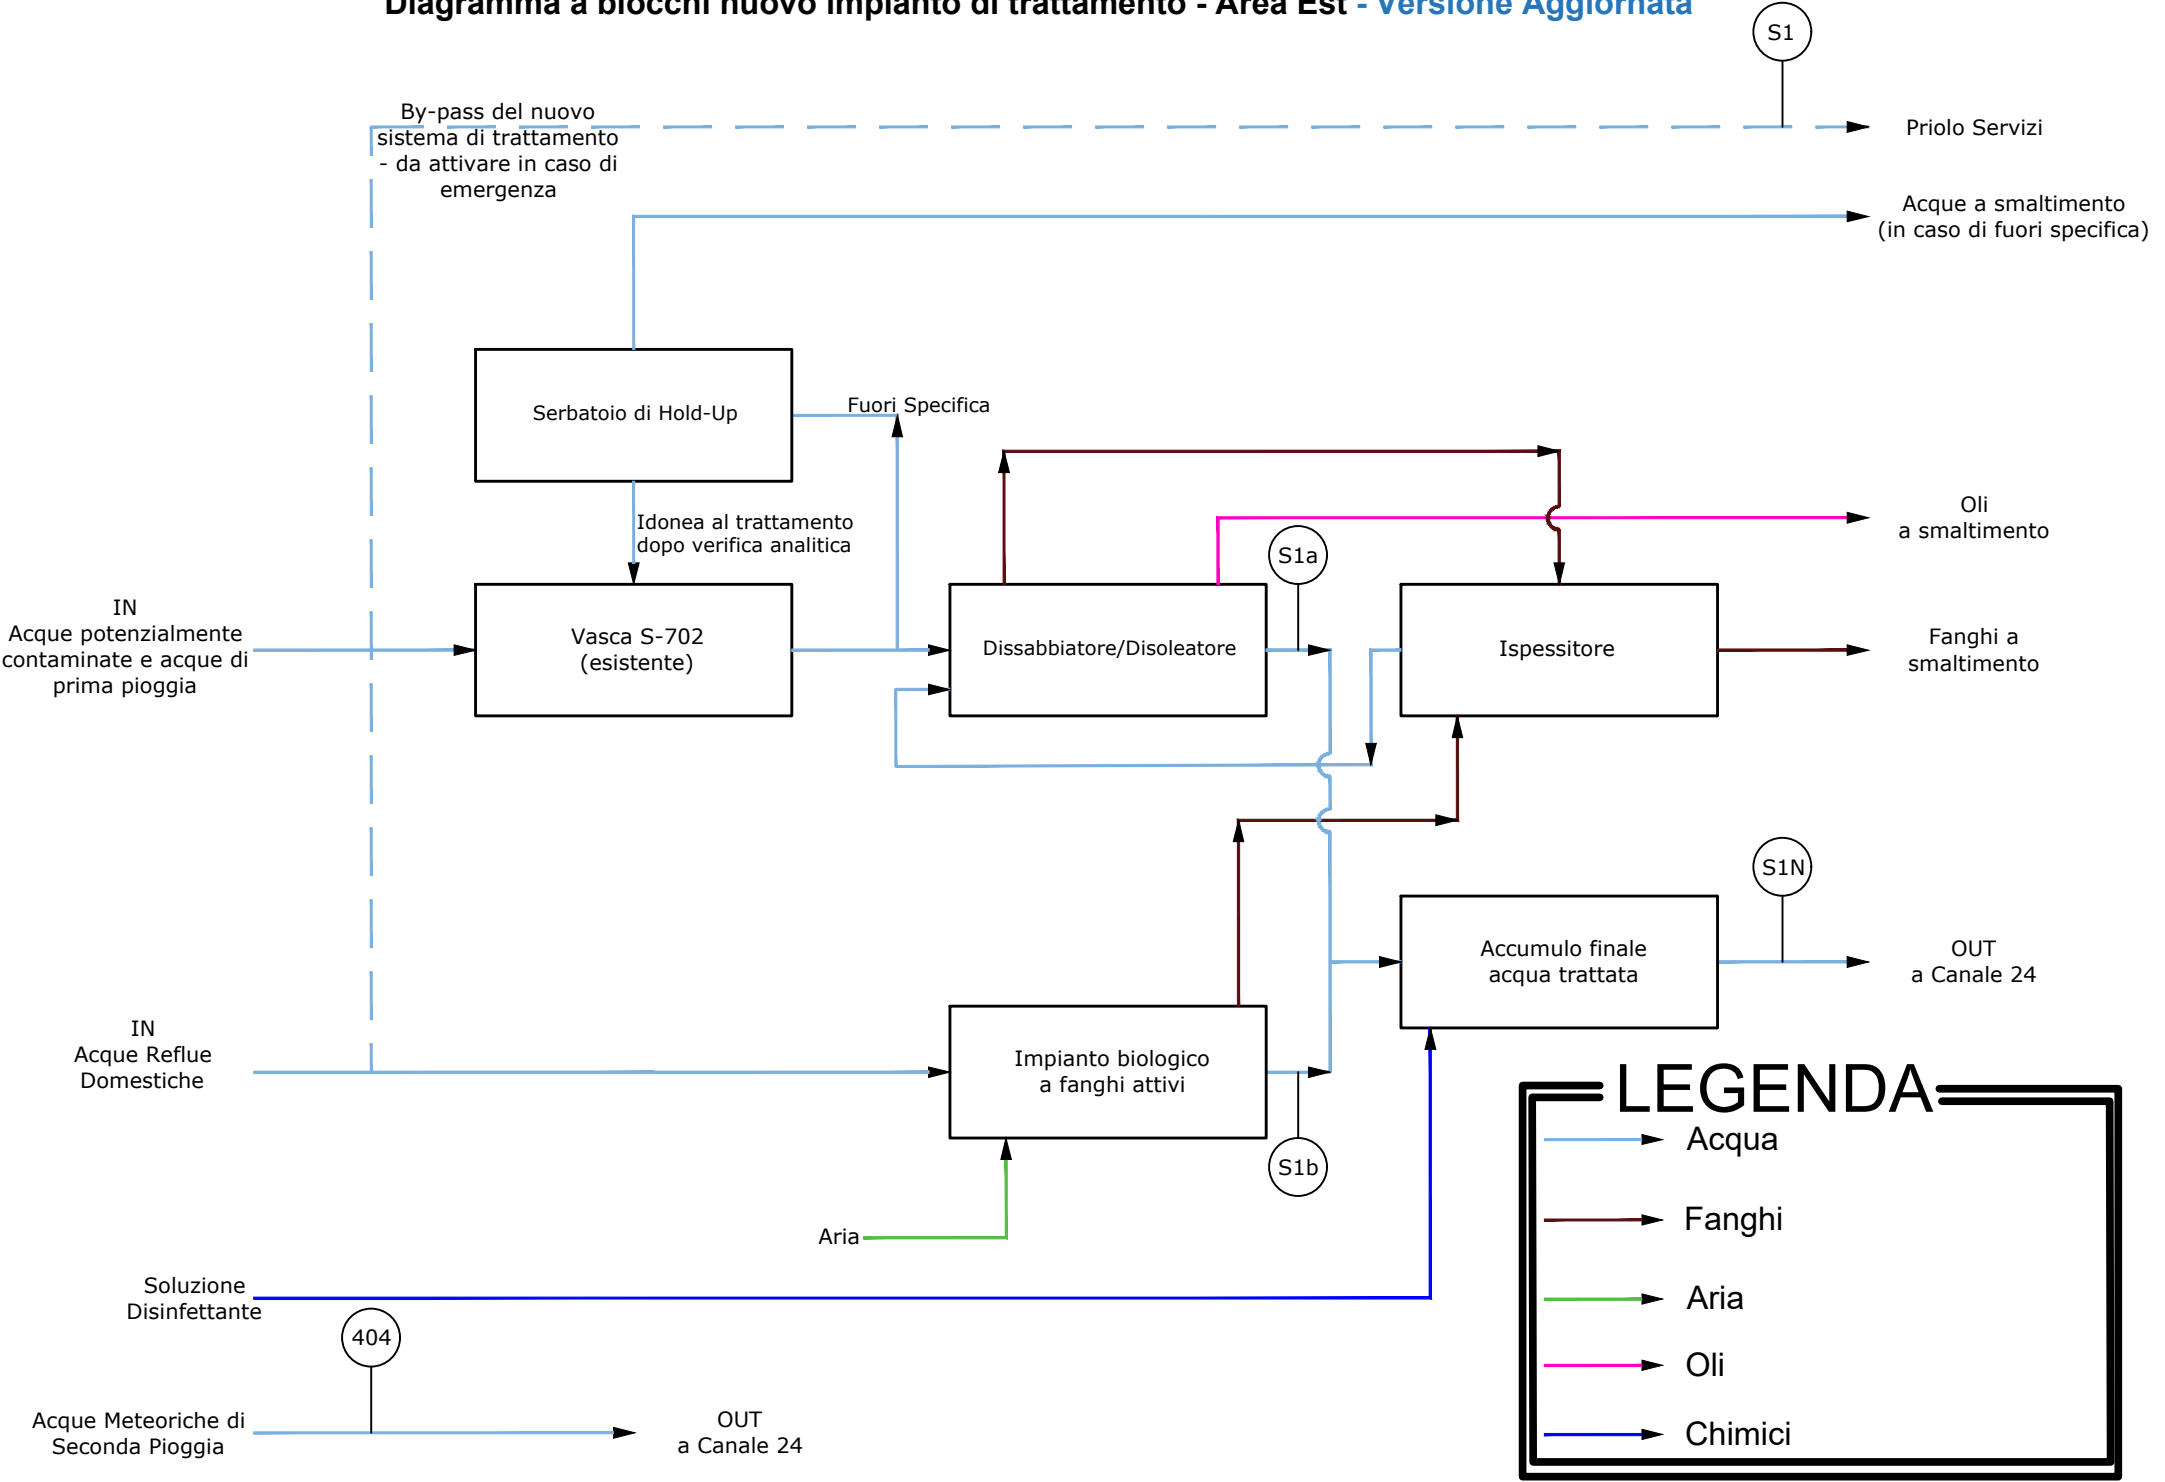 Diagramma a blocchi nuovo impianto di trattamento - Area Est - Versione Aggiornata
S1
By-pass del nuovo
sistema di trattamento
- da attivare in caso di
emergenza
Priolo Servizi
Acque a smaltimento
(in caso di fuori specifica)
Serbatoio di Hold-Up
Fuori Specifica
Idonea al trattamento
dopo verifica analitica
Oli
a smaltimento
S1a
IN
Acque potenzialmente
contaminate e acque di
prima pioggia
Vasca S-702
(esistente)
Dissabbiatore/Disoleatore
Ispessitore
Fanghi a
smaltimento
S1N
Accumulo finale
acqua trattata
OUT
a Canale 24
IN
Acque Reflue
Domestiche
Impianto biologico
a fanghi attivi
S1b
Aria
Soluzione
Disinfettante
404
Acque Meteoriche di
Seconda Pioggia
OUT
a Canale 24
LEGENDA
Acqua
Fanghi
Aria
Oli
Chimici